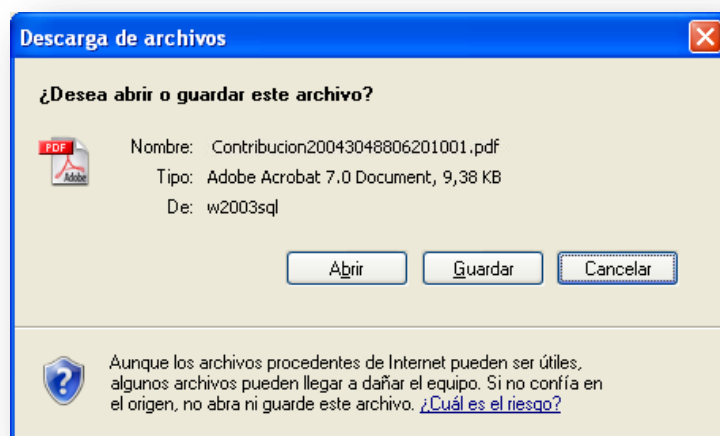 Descarga de archivos
¿Desea abrir o guardar este archivo?
PDF
Adobe
Nombre: Contribucion20043048806201001.pdf
Tipo: Adobe Acrobat 7.0 Document, 9,38 KB
De: w2003sql
Abrir Guardar Cancelar
Aunque los archivos procedentes de Internet pueden ser útiles,
algunos archivos pueden llegar a dañar el equipo. Si no confía en
el origen, no abra ni guarde este archivo. ¿Cuál es el riesgo?